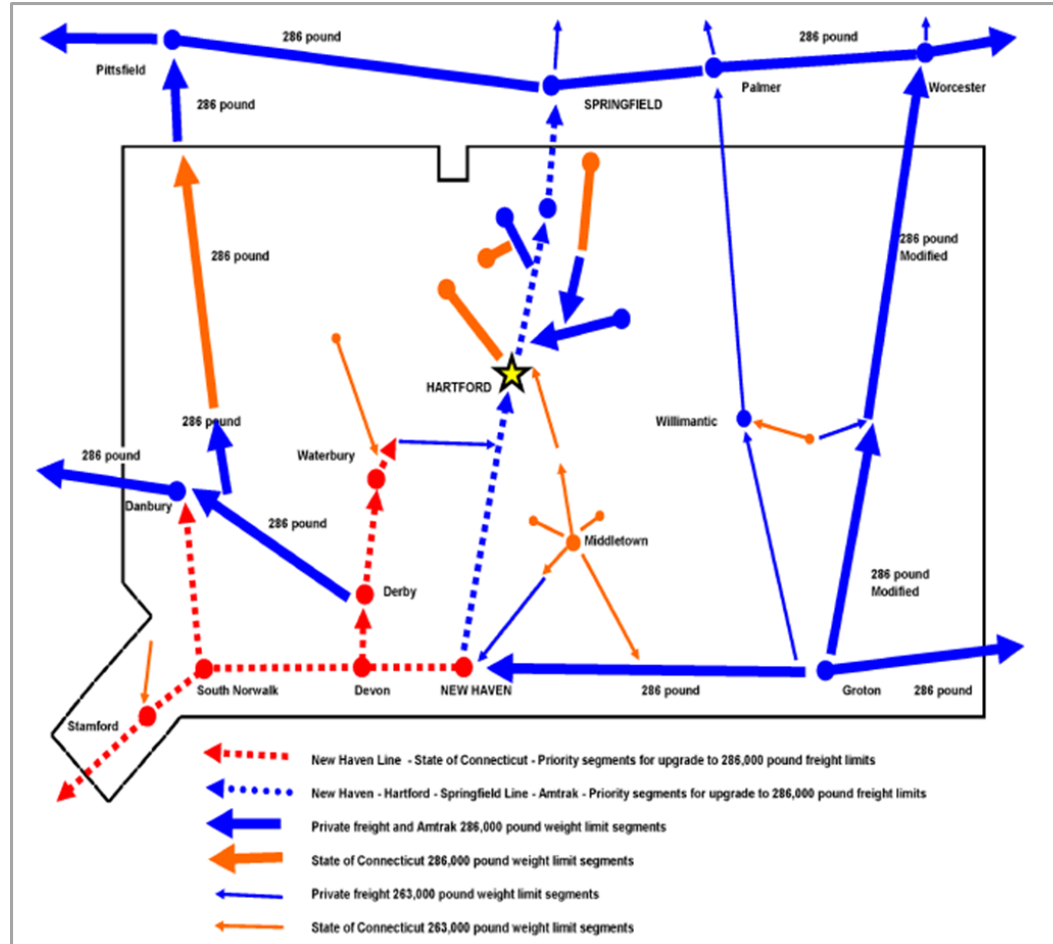 286 pound
286 pound
Pittsfield
286 pound
SPRINGFIELD
Palmer
Worcester
286 pound
286 pound
Modified
HARTFORD
286 pound
Willimantic
286 pound
Waterbury
Danbury
286 pound
Middletown
Derby
286 pound
Modified
South Norwalk
Devon
NEW HAVEN
286 pound
Groton
286 pound
Stamford
New Haven Line - State of Connecticut - Priority segments for upgrade to 286,000 pound freight limits
New Haven - Hartford - Springfield Line - Amtrak - Priority segments for upgrade to 286,000 pound freight limits
Private freight and Amtrak 286,000 pound weight limit segments
State of Connecticut 286,000 pound weight limit segments
Private freight 263,000 pound weight limit segments
State of Connecticut 263,000 pound weight limit segments